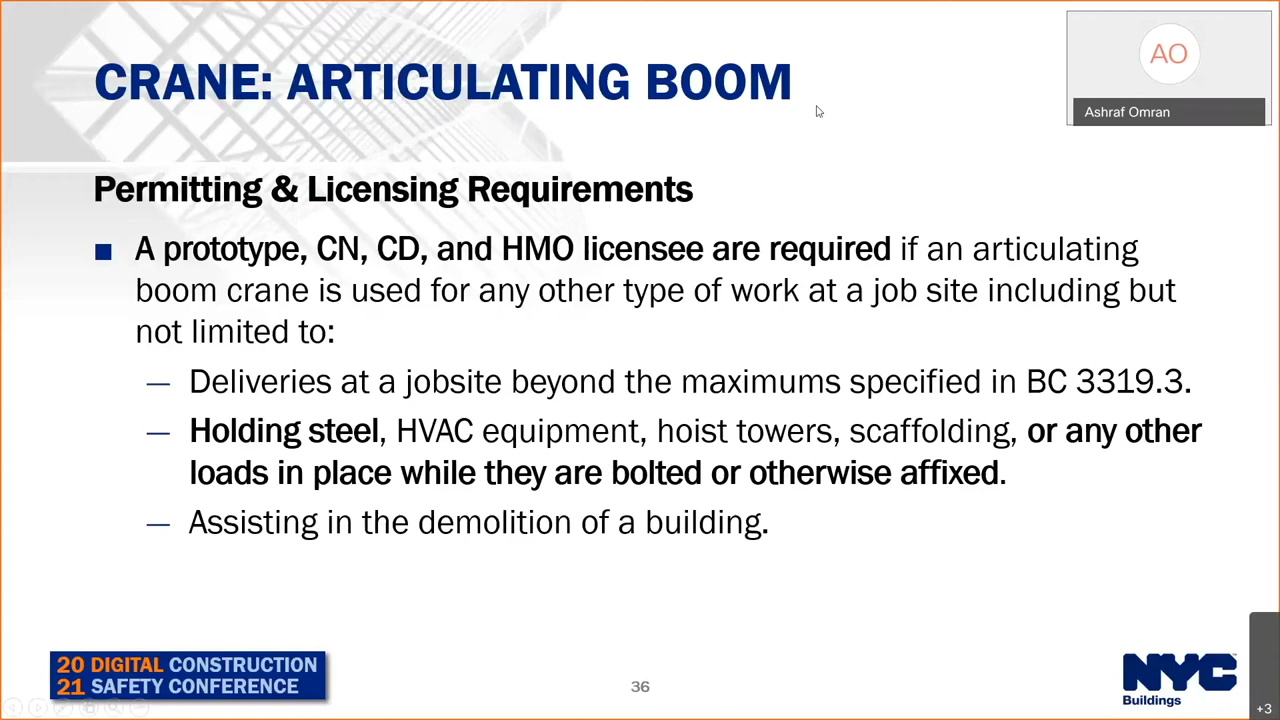 CRANE: ARTICULATING BOOM
AO
Ashraf Omran
Permitting & Licensing Requirements
■ A prototype, CN, CD, and HMO licensee are required if an articulating
boom crane is used for any other type of work at a job site including but
not limited to:
— Deliveries at a jobsite beyond the maximums specified in BC 3319.3.
— Holding steel, HVAC equipment, hoist towers, scaffolding, or any other
loads in place while they are bolted or otherwise affixed.
— Assisting in the demolition of a building.
20 DIGITAL CONSTRUCTION
21 SAFETY CONFERENCE
36
NYC™
Buildings
+3